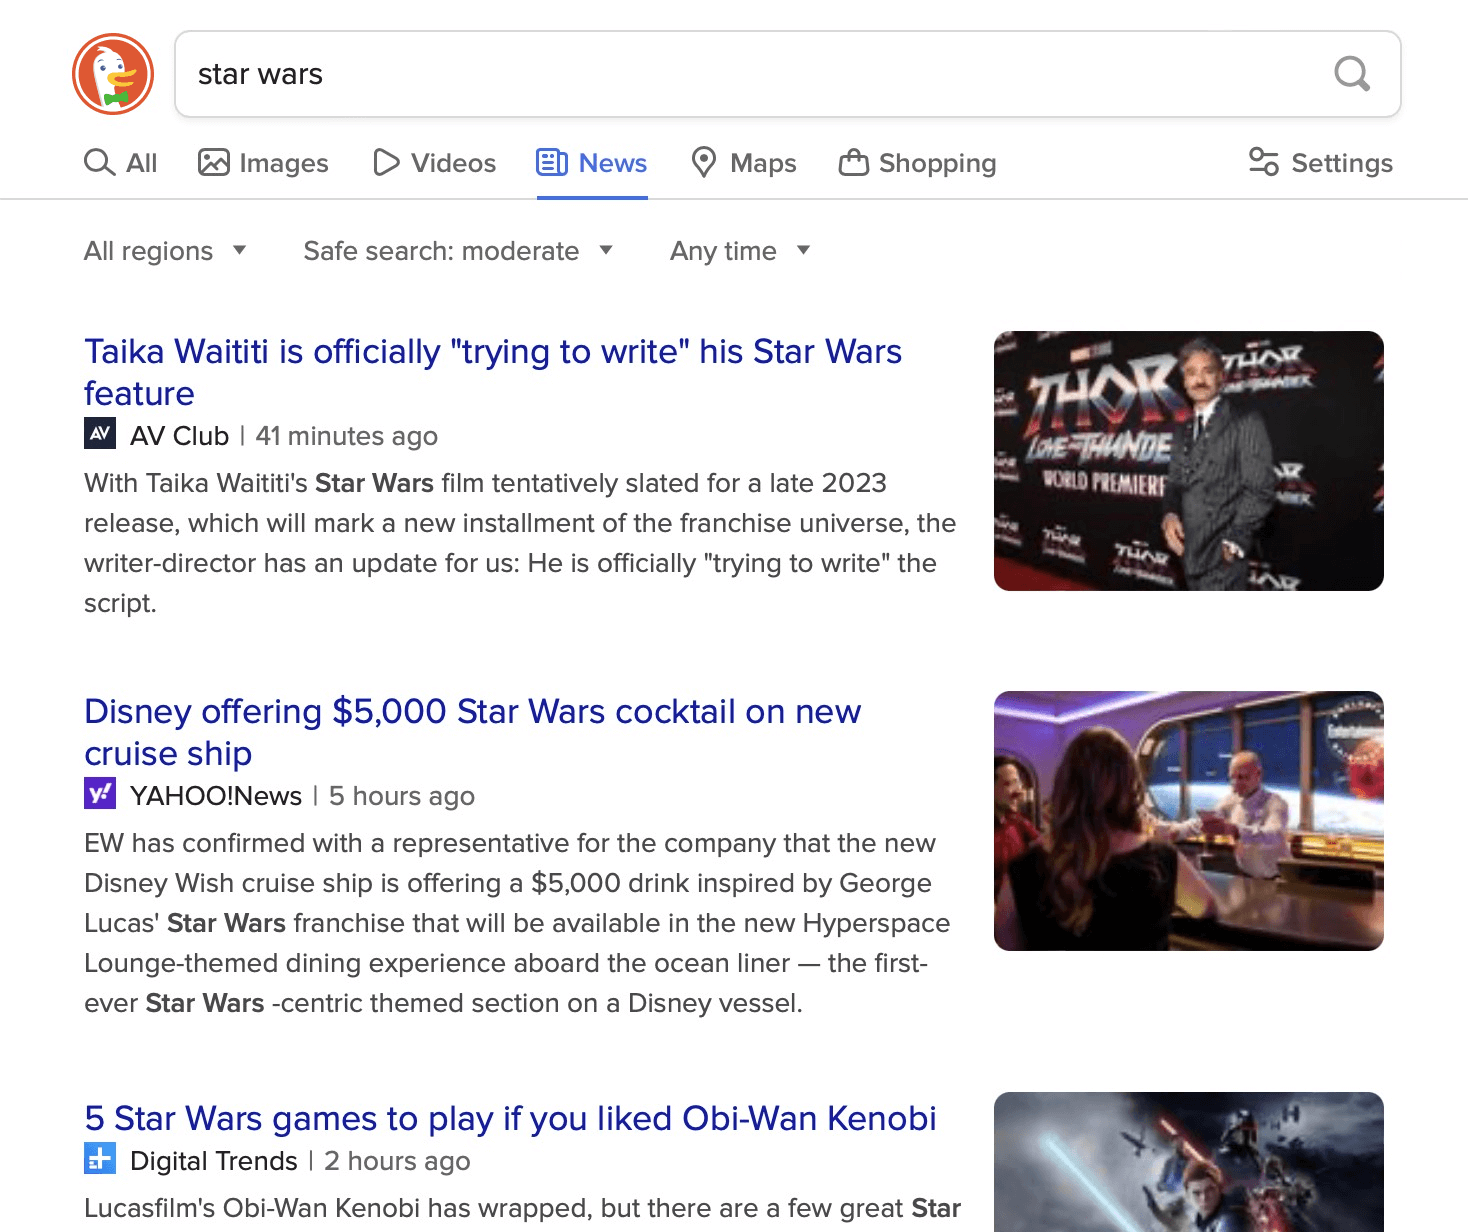 star wars
All Images Videos News Maps Shopping Settings
All regions Safe search: moderate Any time
Taika Waititi is officially "trying to write" his Star Wars
feature
AV AV Club | 41 minutes ago
With Taika Waititi's Star Wars film tentatively slated for a late 2023
release, which will mark a new installment of the franchise universe, the
writer-director has an update for us: He is officially "trying to write" the
script.
THOR
LOVE AND THUNDE
WORLD PREMIERE
THOR
Disney offering $5,000 Star Wars cocktail on new
cruise ship
y! YAHOO!News | 5 hours ago
EW has confirmed with a representative for the company that the new
Disney Wish cruise ship is offering a $5,000 drink inspired by George
Lucas' Star Wars franchise that will be available in the new Hyperspace
Lounge-themed dining experience aboard the ocean liner — the first-
ever Star Wars -centric themed section on a Disney vessel.
Entertainment
5 Star Wars games to play if you liked Obi-Wan Kenobi
Digital Trends | 2 hours ago
Lucasfilm's Obi-Wan Kenobi has wrapped, but there are a few great Star